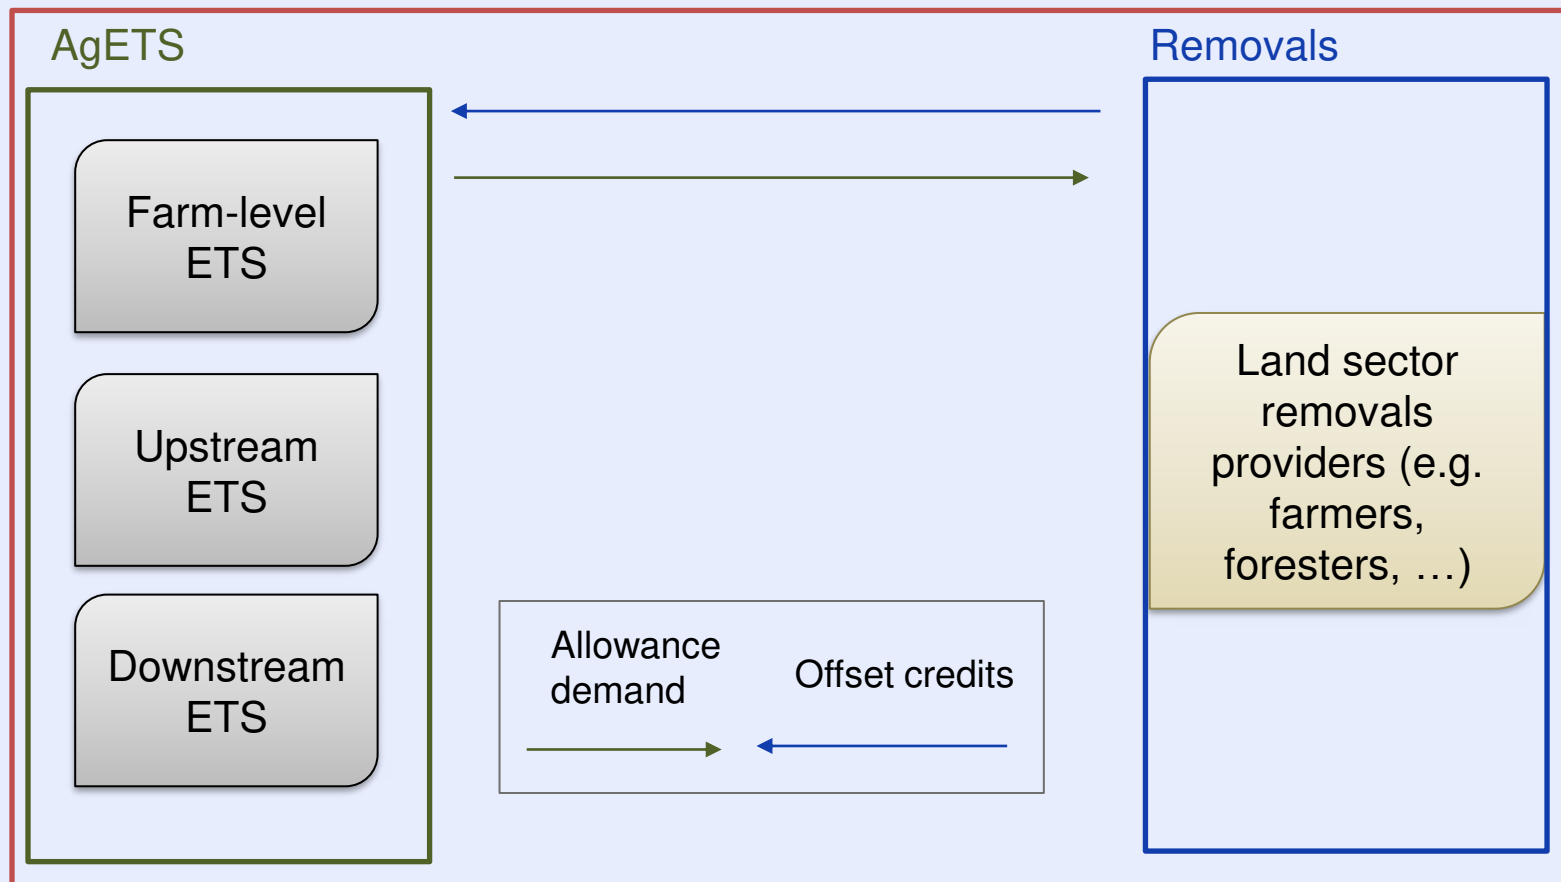 AgETS
Removals
Farm-level
ETS
Upstream
ETS
Downstream
ETS
Land sector
removals
providers (e.g.
farmers,
foresters, …)
Allowance
demand
Offset credits